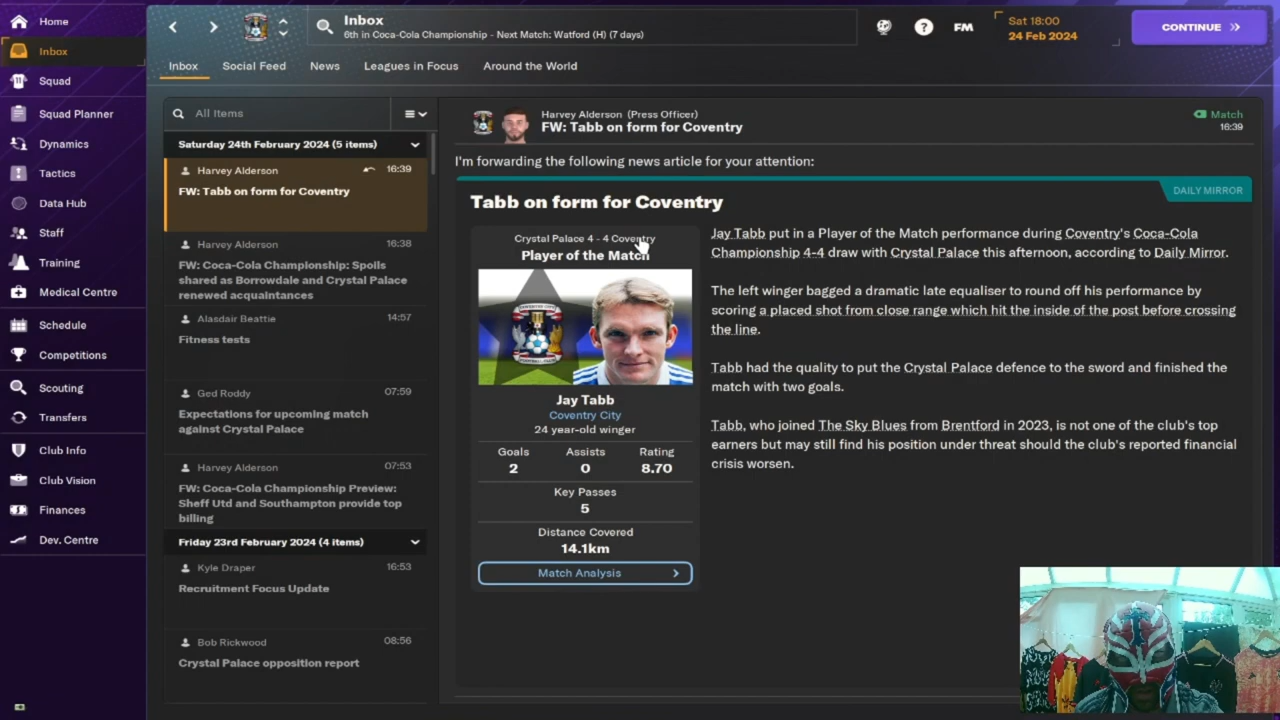 Home
Inbox
Squad
Squad Planner
Dynamics
Tactics
Data Hub
Staff
Training
Medical Centre
Schedule
Competitions
Scouting
Transfers
Club Info
Club Vision
Finances
Dev. Centre
Inbox
6th in Coca-Cola Championship - Next Match: Watford (H) (7 days)
FM
Sat 18:00
24 Feb 2024
CONTINUE
Inbox
Social Feed
News
Leagues in Focus
Around the World
All Items
Saturday 24th February 2024 (5 items)
Harvey Alderson 16:39
FW: Tabb on form for Coventry
Harvey Alderson 16:38
FW: Coca-Cola Championship: Spoils
shared as Borrowdale and Crystal Palace
renewed acquaintances
Alasdair Beattie 14:57
Fitness tests
Ged Roddy 07:59
Expectations for upcoming match
against Crystal Palace
Harvey Alderson 07:53
FW: Coca-Cola Championship Preview:
Sheff Utd and Southampton provide top
billing
Friday 23rd February 2024 (4 items)
Kyle Draper 16:53
Recruitment Focus Update
Bob Rickwood 08:56
Crystal Palace opposition report
Harvey Alderson (Press Officer)
FW: Tabb on form for Coventry
Match
16:39
I'm forwarding the following news article for your attention:
DAILY MIRROR
Tabb on form for Coventry
Crystal Palace 4 - 4 Coventry
Player of the Match
Jay Tabb
Coventry City
24 year-old winger
Goals Assists Rating
2 0 8.70
Key Passes
5
Distance Covered
14.1km
Match Analysis
Jay Tabb put in a Player of the Match performance during Coventry's Coca-Cola
Championship 4-4 draw with Crystal Palace this afternoon, according to Daily Mirror.
The left winger bagged a dramatic late equaliser to round off his performance by
scoring a placed shot from close range which hit the inside of the post before crossing
the line.
Tabb had the quality to put the Crystal Palace defence to the sword and finished the
match with two goals.
Tabb, who joined The Sky Blues from Brentford in 2023, is not one of the club's top
earners but may still find his position under threat should the club's reported financial
crisis worsen.